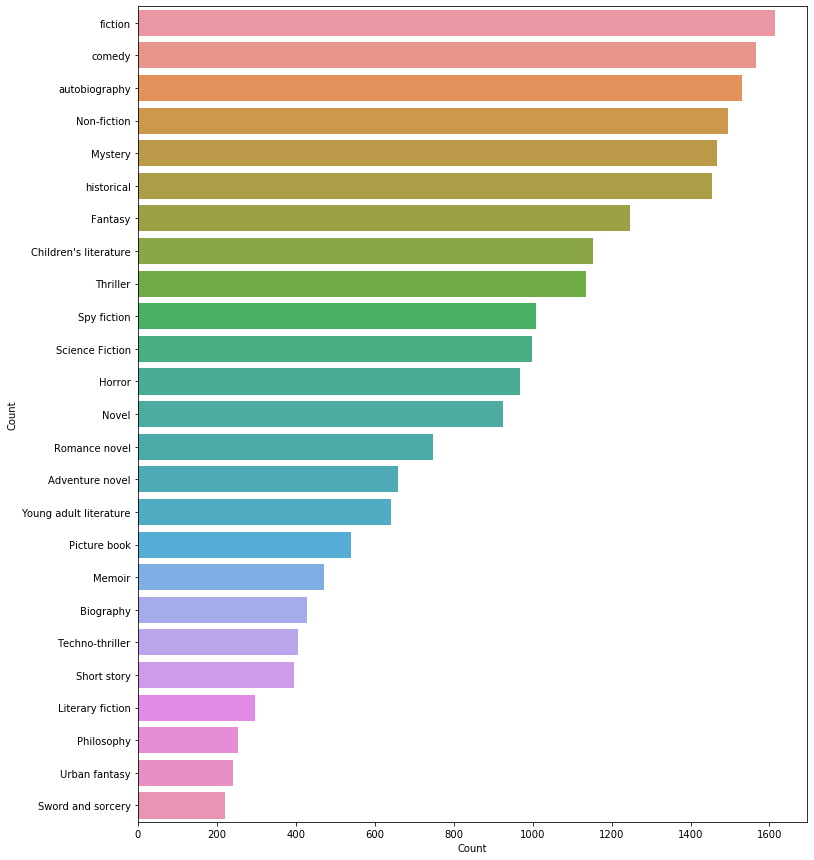 fiction
comedy
autobiography
Non-fiction
Mystery
historical
Fantasy
Children's literature
Thriller
Spy fiction
Science Fiction
Horror
Novel
Romance novel
Adventure novel
Young adult literature
Picture book
Memoir
Biography
Techno-thriller
Short story
Literary fiction
Philosophy
Urban fantasy
Sword and sorcery
Count
0 200 400 600 800 1000 1200 1400 1600
Count